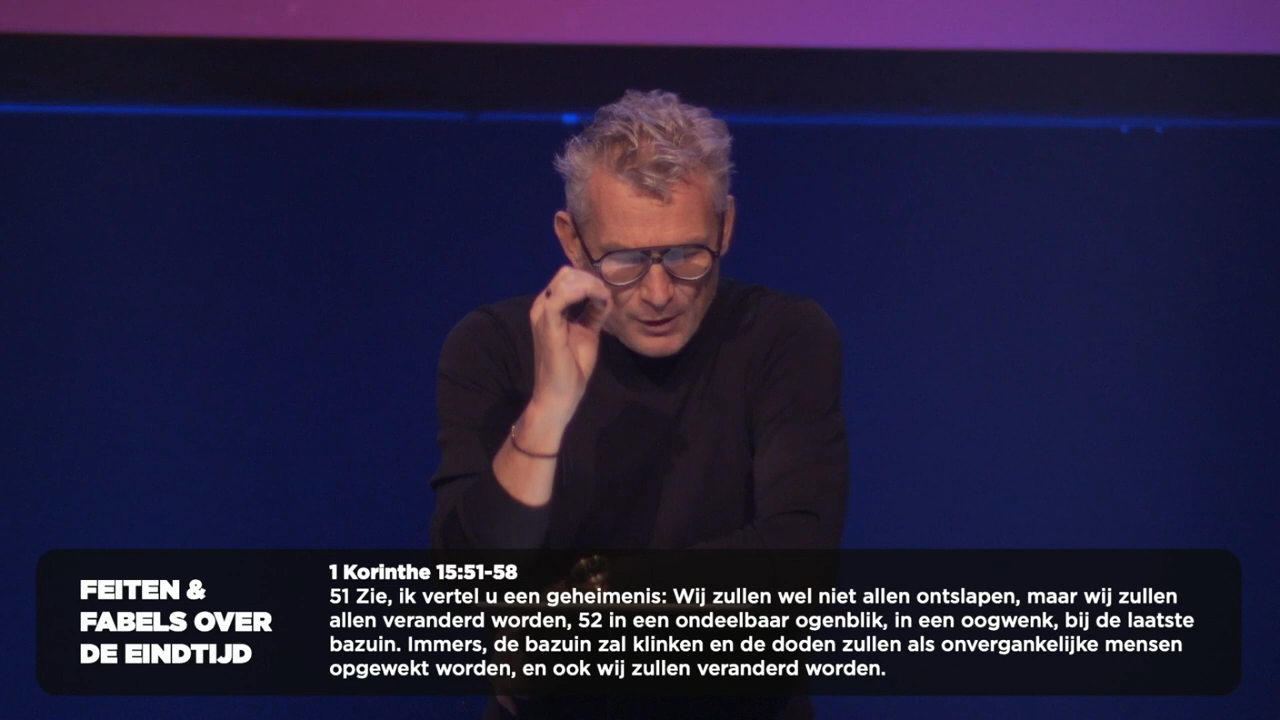 FEITEN &
FABELS OVER
DE EINDTIJD
1 Korinthe 15:51-58
51 Zie, ik vertel u een geheimenis: Wij zullen wel niet allen ontslapen, maar wij zullen
allen veranderd worden, 52 in een ondeelbaar ogenblik, in een oogwenk, bij de laatste
bazuin. Immers, de bazuin zal klinken en de doden zullen als onvergankelijke mensen
opgewekt worden, en ook wij zullen veranderd worden.